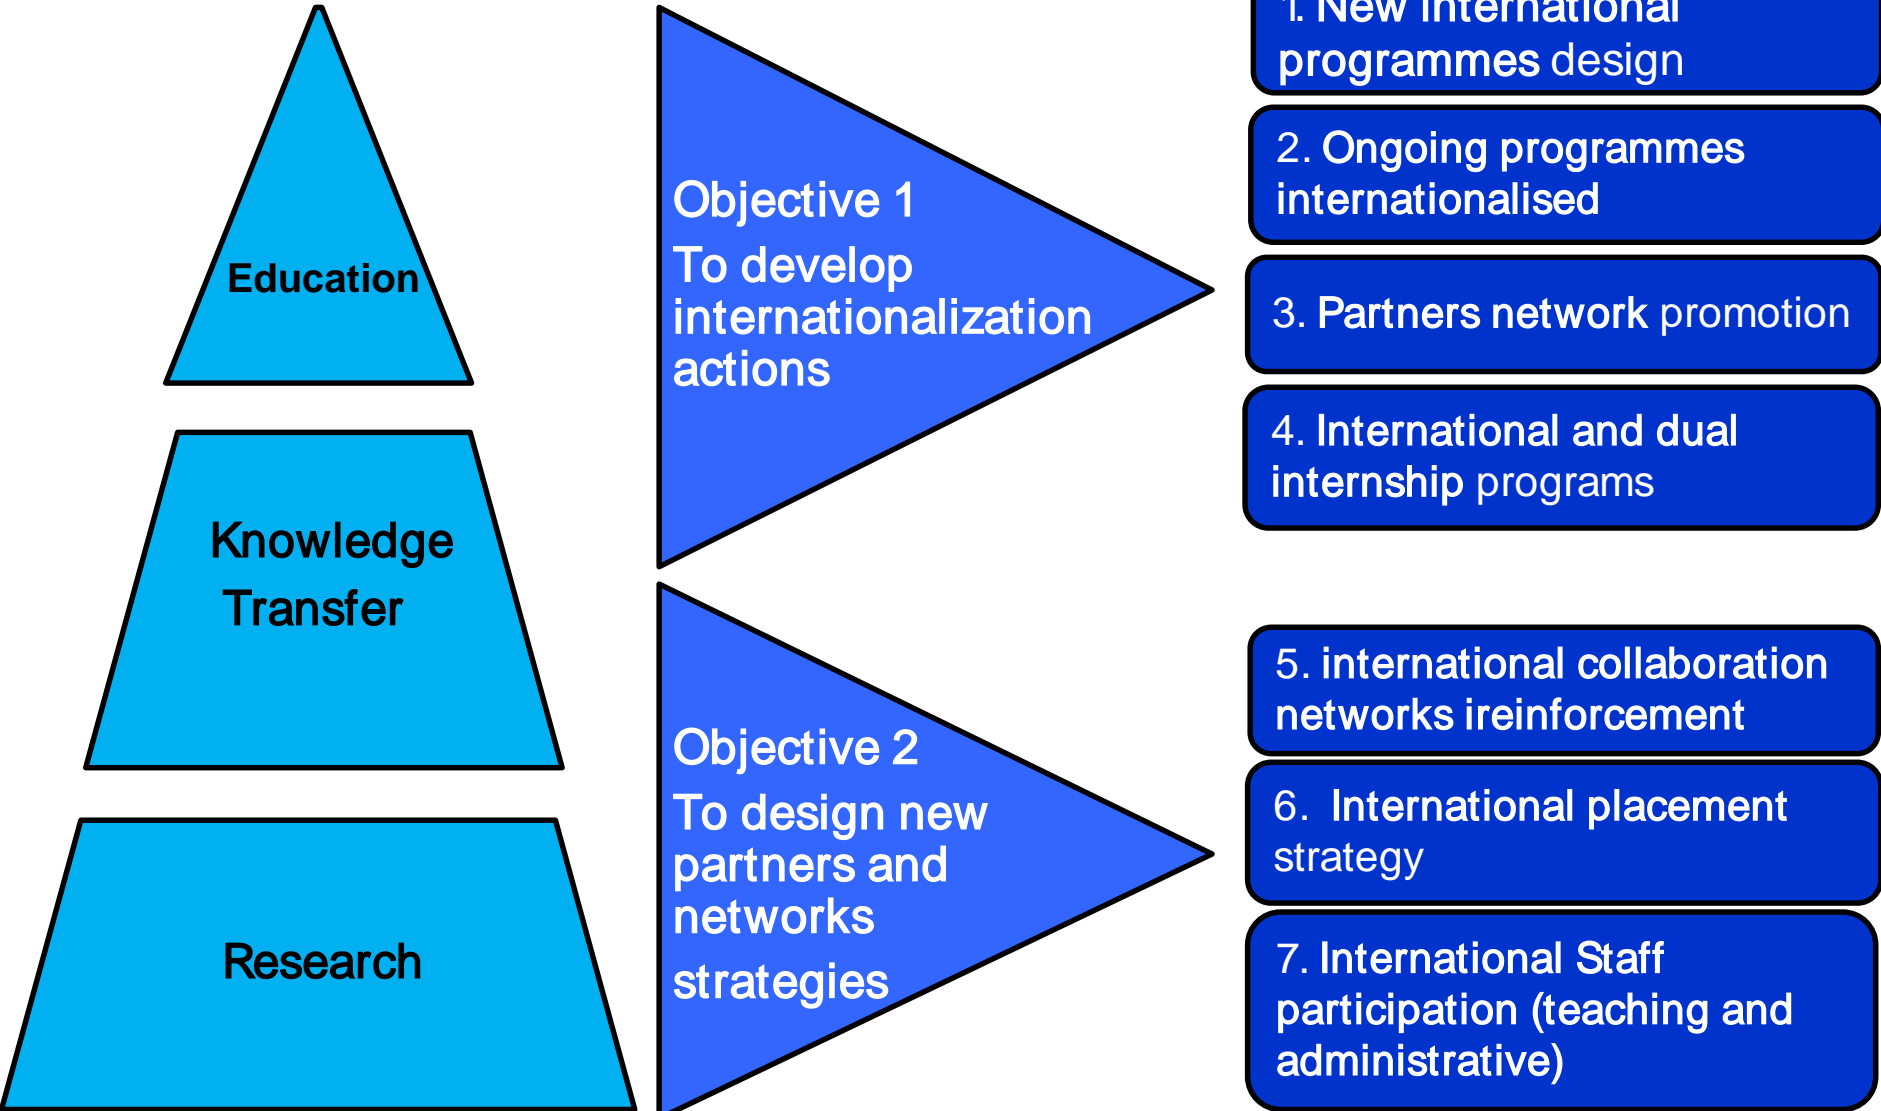 Education
Knowledge
Transfer
Research
Objective 1
To develop
internationalization
actions
Objective 2
To design new
partners and
networks
strategies
1. New international
programmes design
2. Ongoing programmes
internationalised
3. Partners network promotion
4. International and dual
internship programs
5. international collaboration
networks ireinforcement
6. International placement
strategy
7. International Staff
participation (teaching and
administrative)